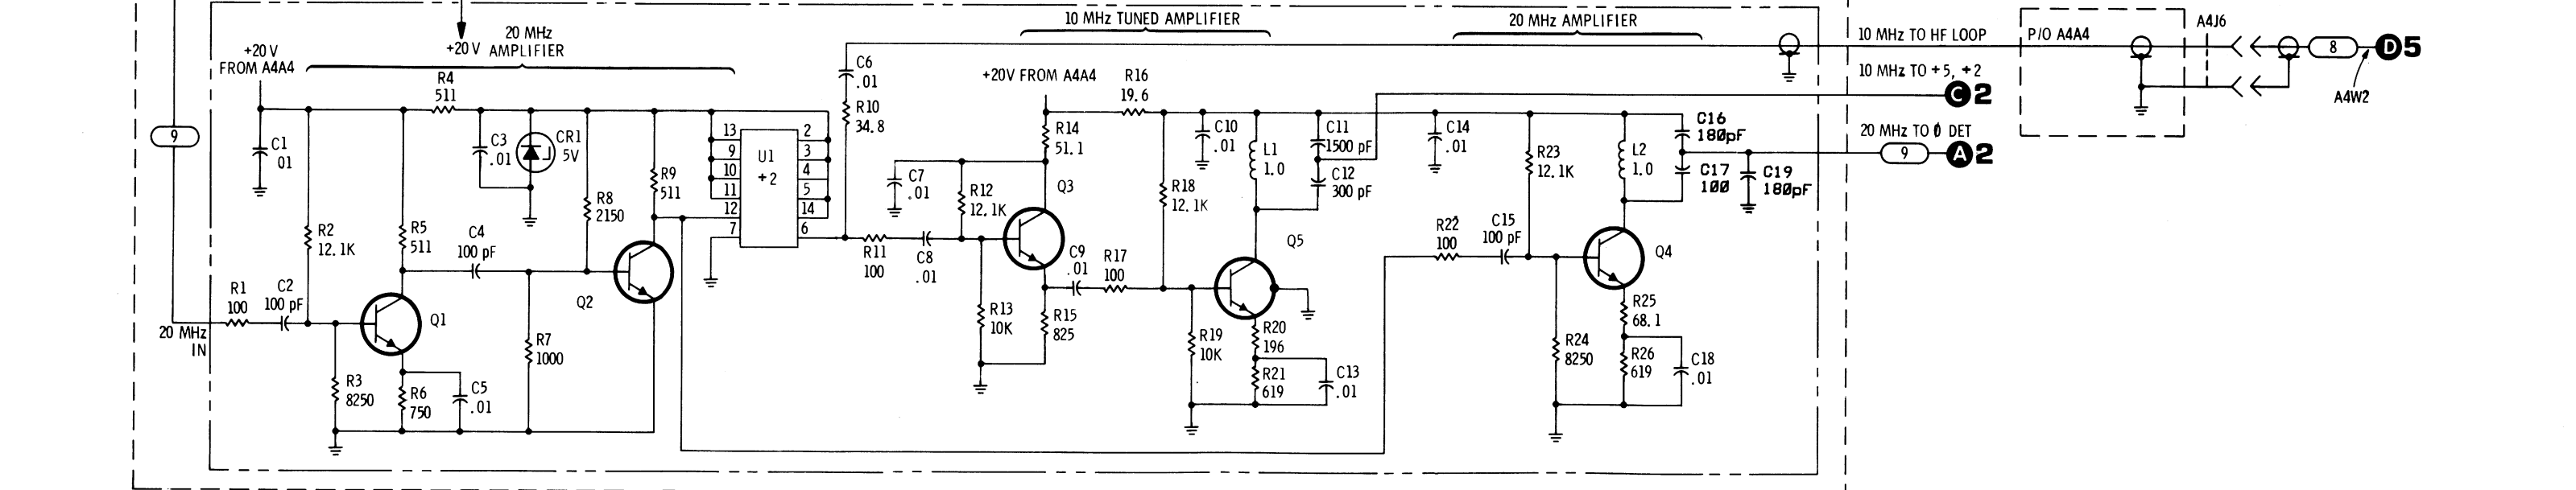 10 MHz TUNED AMPLIFIER
20 MHz AMPLIFIER
+20 V
20 MHz
AMPLIFIER
+20 V
FROM A4A4
R4
511
C6
.01
R10
34.8
+20V FROM A4A4
R16
19.6
10 MHz TO HF LOOP
P/O A4A4
A4J6
8
D5
A4W2
10 MHz TO +5, +2
C2
20 MHz TO φ DET
9
A2
9
C1
01
C3
.01
CR1
5V
R9
511
R8
2150
13
9
10
11
12
7
U1
+2
2
3
4
5
14
6
R14
51.1
C7
.01
R12
12.1K
Q3
R18
12.1K
C10
.01
L1
1.0
C11
1500 pF
C12
300 pF
C14
.01
R23
12.1K
L2
1.0
C16
180pF
C17
100
C19
180pF
R2
12.1K
R5
511
C4
100 pF
Q2
R11
100
C8
.01
C9
.01
R17
100
Q5
R22
100
C15
100 pF
Q4
R1
100
C2
100 pF
20 MHz
IN
Q1
R7
1000
R13
10K
R15
825
R19
10K
R20
196
R21
619
C13
.01
R24
8250
R25
68.1
R26
619
C18
.01
R3
8250
R6
750
C5
.01